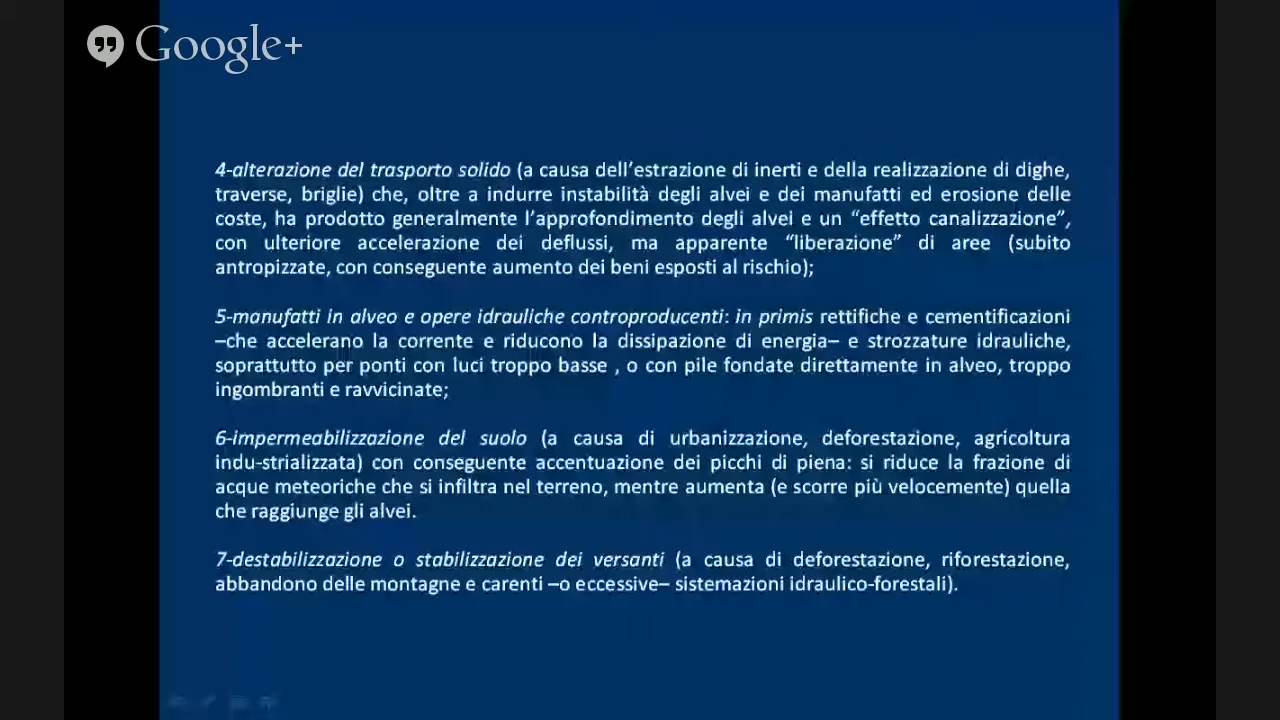 Google+
4-alterazione del trasporto solido (a causa dell'estrazione di inerti e della realizzazione di dighe,
traverse, briglie) che, oltre a indurre instabilità degli alvei e dei manufatti ed erosione delle
coste, ha prodotto generalmente l'approfondimento degli alvei e un “effetto canalizzazione”,
con ulteriore accelerazione dei deflussi, ma apparente “liberazione” di aree (subito
antropizzate, con conseguente aumento dei beni esposti al rischio);
5-manufatti in alveo e opere idrauliche controproducenti: in primis rettifiche e cementificazioni
–che accelerano la corrente e riducono la dissipazione di energia– e strozzature idrauliche,
soprattutto per ponti con luci troppo basse , o con pile fondate direttamente in alveo, troppo
ingombranti e ravvicinate;
6-impermeabilizzazione del suolo (a causa di urbanizzazione, deforestazione, agricoltura
indu-strializzata) con conseguente accentuazione dei picchi di piena: si riduce la frazione di
acque meteoriche che si infiltra nel terreno, mentre aumenta (e scorre più velocemente) quella
che raggiunge gli alvei.
7-destabilizzazione o stabilizzazione dei versanti (a causa di deforestazione, riforestazione,
abbandono delle montagne e carenti –o eccessive– sistemazioni idraulico-forestali).